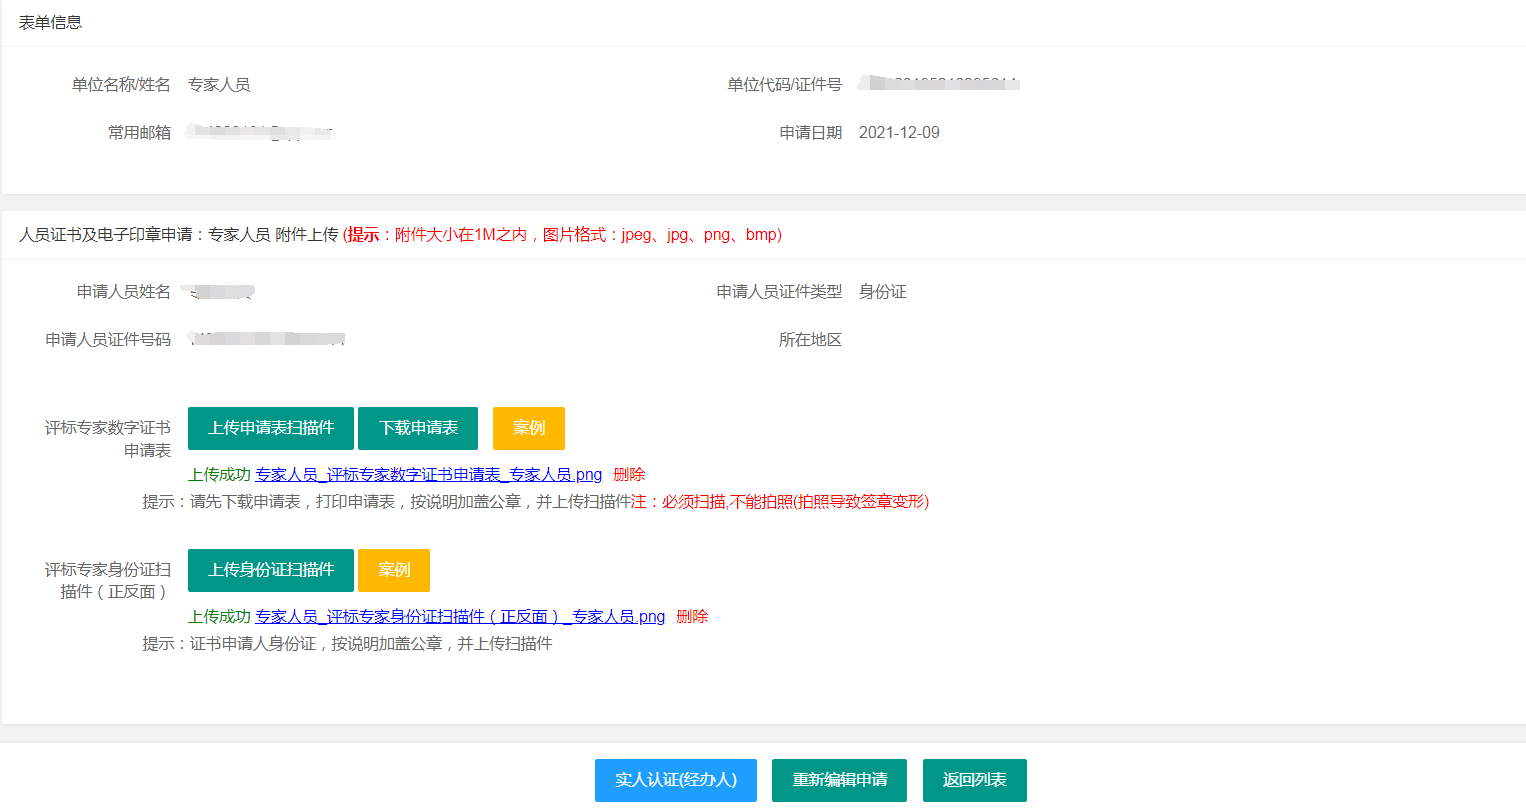 表单信息
单位名称/姓名 专家人员 单位代码/证件号
常用邮箱 申请日期 2021-12-09
人员证书及电子印章申请：专家人员 附件上传 (提示：附件大小在1M之内，图片格式：jpeg、jpg、png、bmp)
申请人员姓名 申请人员证件类型 身份证
申请人员证件号码 所在地区
评标专家数字证书
申请表
上传申请表扫描件 下载申请表 案例
上传成功 专家人员_评标专家数字证书申请表_专家人员.png 删除
提示：请先下载申请表，打印申请表，按说明加盖公章，并上传扫描件注：必须扫描,不能拍照(拍照导致签章变形)
评标专家身份证扫
描件（正反面）
上传身份证扫描件 案例
上传成功 专家人员_评标专家身份证扫描件（正反面）_专家人员.png 删除
提示：证书申请人身份证，按说明加盖公章，并上传扫描件
实人认证(经办人) 重新编辑申请 返回列表